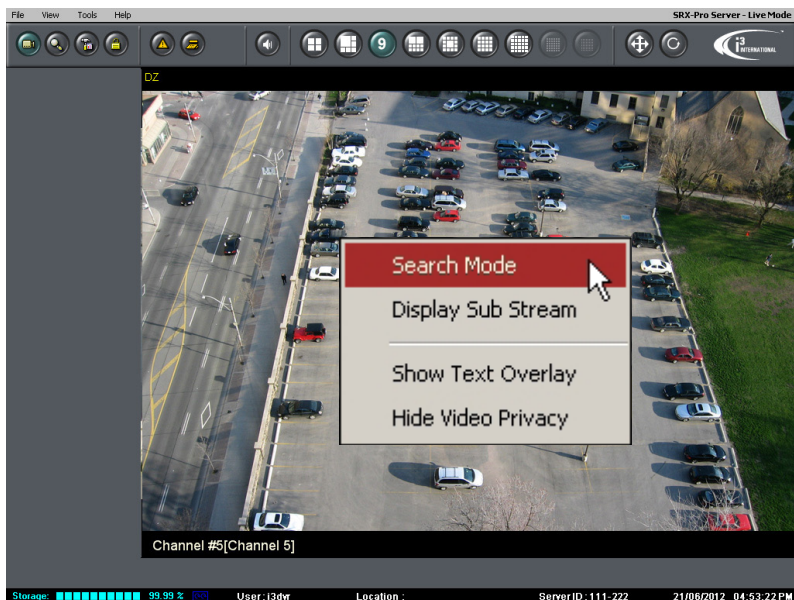 File View Tools Help SRX-Pro Server - Live Mode
9
i3 INTERNATIONAL
DZ
Search Mode
Display Sub Stream
Show Text Overlay
Hide Video Privacy
Channel #5[Channel 5]
Storage: 99.99 % User : i3dvr Location : Server ID : 111-222 21/06/2012 04:53:22 PM